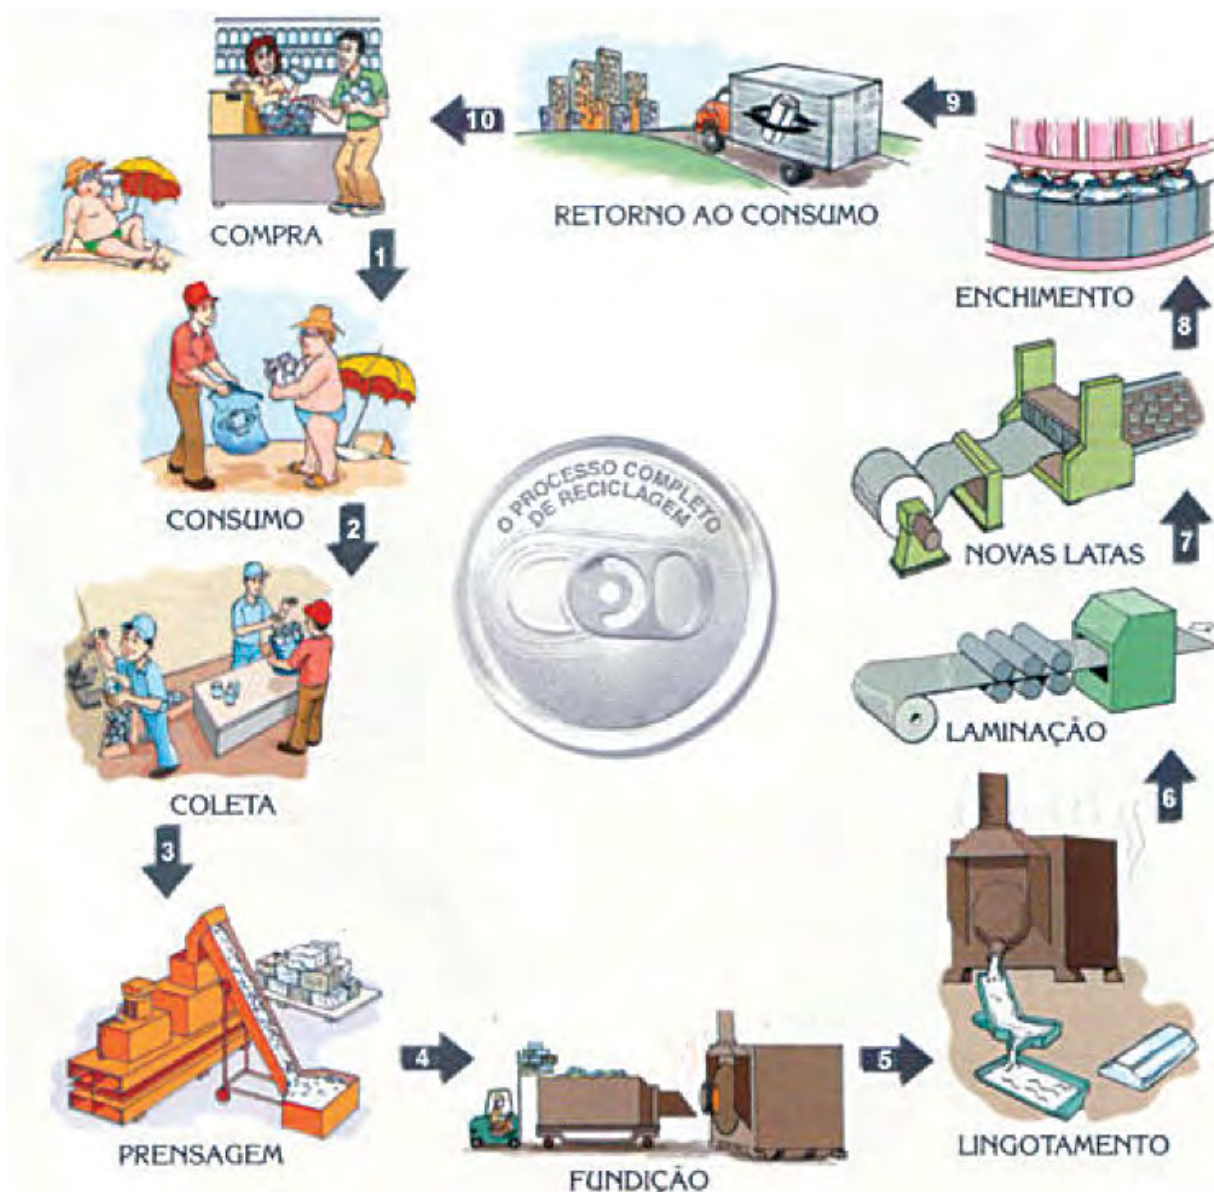 COMPRA
1
CONSUMO
2
COLETA
3
PRENSAGEM
4
FUNDIÇÃO
5
LINGOTAMENTO
6
LAMINAÇÃO
7
NOVAS LATAS
8
ENCHIMENTO
9
RETORNO AO CONSUMO
10
O PROCESSO COMPLETO
DE RECICLAGEM